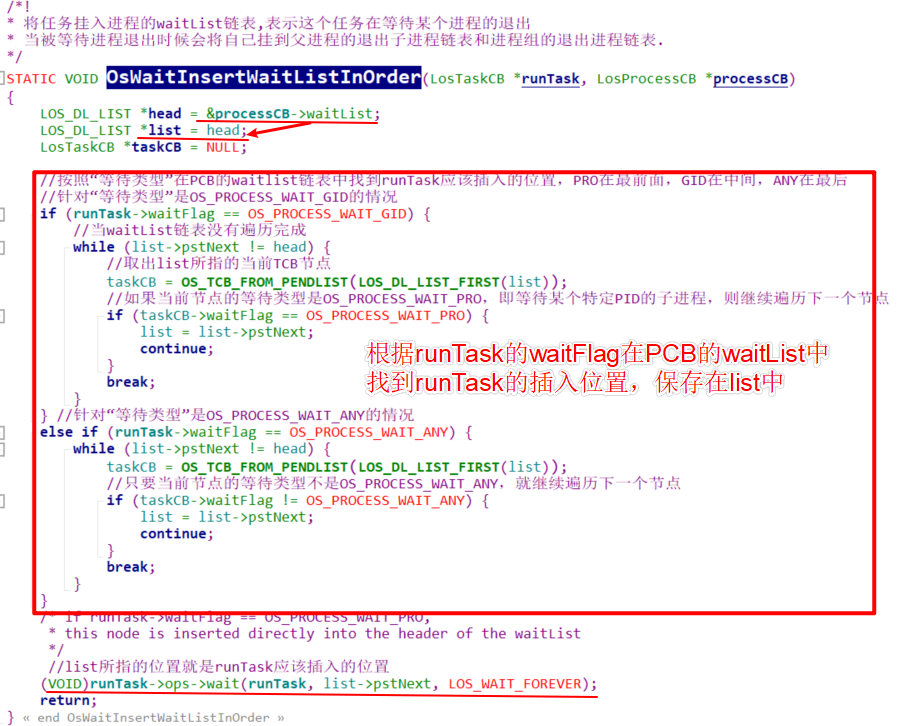 /*!
* 将任务挂入进程的waitList链表,表示这个任务在等待某个进程的退出
* 当被等待进程退出时候会将自己挂到父进程的退出子进程链表和进程组的退出进程链表.
*/
STATIC VOID OsWaitInsertWaitListInOrder(LosTaskCB *runTask, LosProcessCB *processCB)
{
LOS_DL_LIST *head = &processCB->waitList;
LOS_DL_LIST *list = head;
LosTaskCB *taskCB = NULL;
//按照“等待类型”在PCB的waitlist链表中找到runTask应该插入的位置，PRO在最前面，GID在中间，ANY在最后
//针对“等待类型”是OS_PROCESS_WAIT_GID的情况
if (runTask->waitFlag == OS_PROCESS_WAIT_GID) {
//当waitList链表没有遍历完成
while (list->pstNext != head) {
//取出list所指的当前TCB节点
taskCB = OS_TCB_FROM_PENDLIST(LOS_DL_LIST_FIRST(list));
//如果当前节点的等待类型是OS_PROCESS_WAIT_PRO，即等待某个特定PID的子进程，则继续遍历下一个节点
if (taskCB->waitFlag == OS_PROCESS_WAIT_PRO) {
list = list->pstNext;
continue;
}
break;
}
根据runTask的waitFlag在PCB的waitList中
找到runTask的插入位置，保存在list中
} //针对“等待类型”是OS_PROCESS_WAIT_ANY的情况
else if (runTask->waitFlag == OS_PROCESS_WAIT_ANY) {
while (list->pstNext != head) {
taskCB = OS_TCB_FROM_PENDLIST(LOS_DL_LIST_FIRST(list));
//只要当前节点的等待类型不是OS_PROCESS_WAIT_ANY，就继续遍历下一个节点
if (taskCB->waitFlag != OS_PROCESS_WAIT_ANY) {
list = list->pstNext;
continue;
}
break;
}
}
/* if runTask->waitFlag == OS_PROCESS_WAIT_PRO,
* this node is inserted directly into the header of the waitList
*/
//list所指的位置就是runTask应该插入的位置
(VOID)runTask->ops->wait(runTask, list->pstNext, LOS_WAIT_FOREVER);
return;
} « end OsWaitInsertWaitListInOrder »